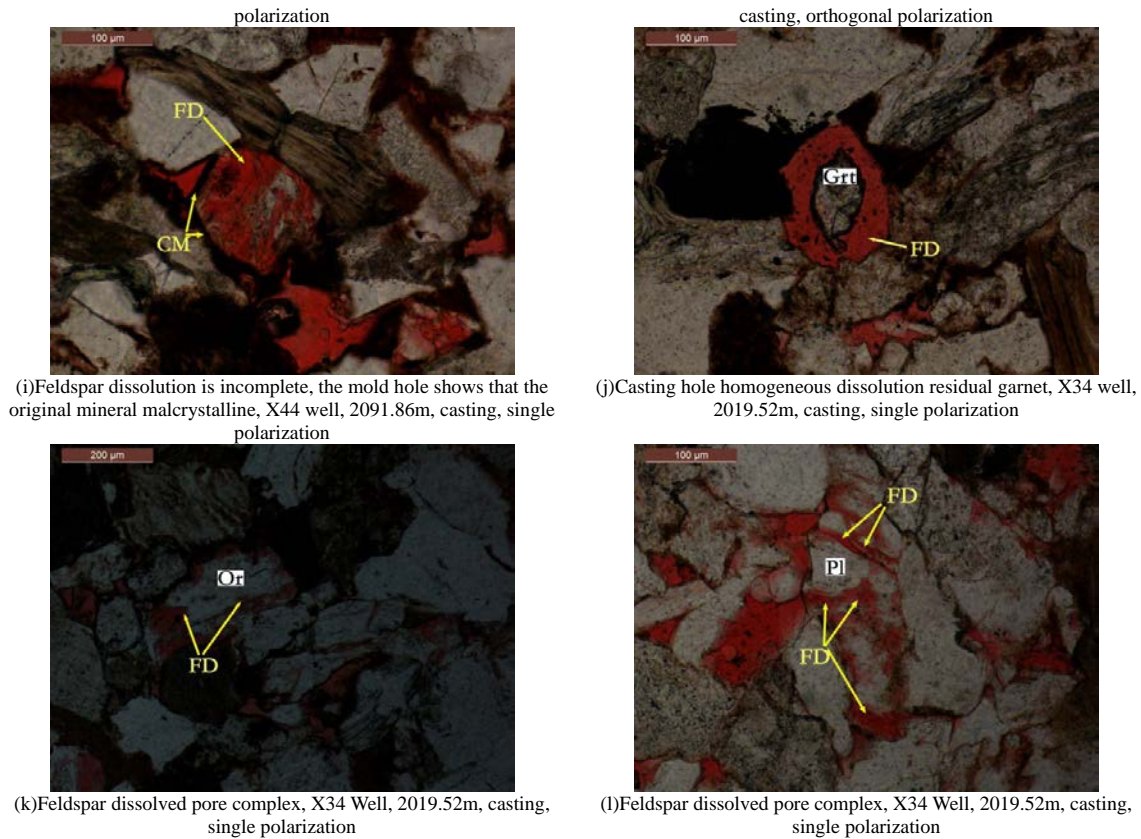 polarization
casting, orthogonal polarization
100 µm
FD
CM
100 µm
Grt
FD
(i)Feldspar dissolution is incomplete, the mold hole shows that the
original mineral malcrystalline, X44 well, 2091.86m, casting, single
polarization
(j)Casting hole homogeneous dissolution residual garnet, X34 well,
2019.52m, casting, single polarization
200 µm
Or
FD
100 µm
FD
Pl
FD
(k)Feldspar dissolved pore complex, X34 Well, 2019.52m, casting,
single polarization
(l)Feldspar dissolved pore complex, X34 Well, 2019.52m, casting,
single polarization